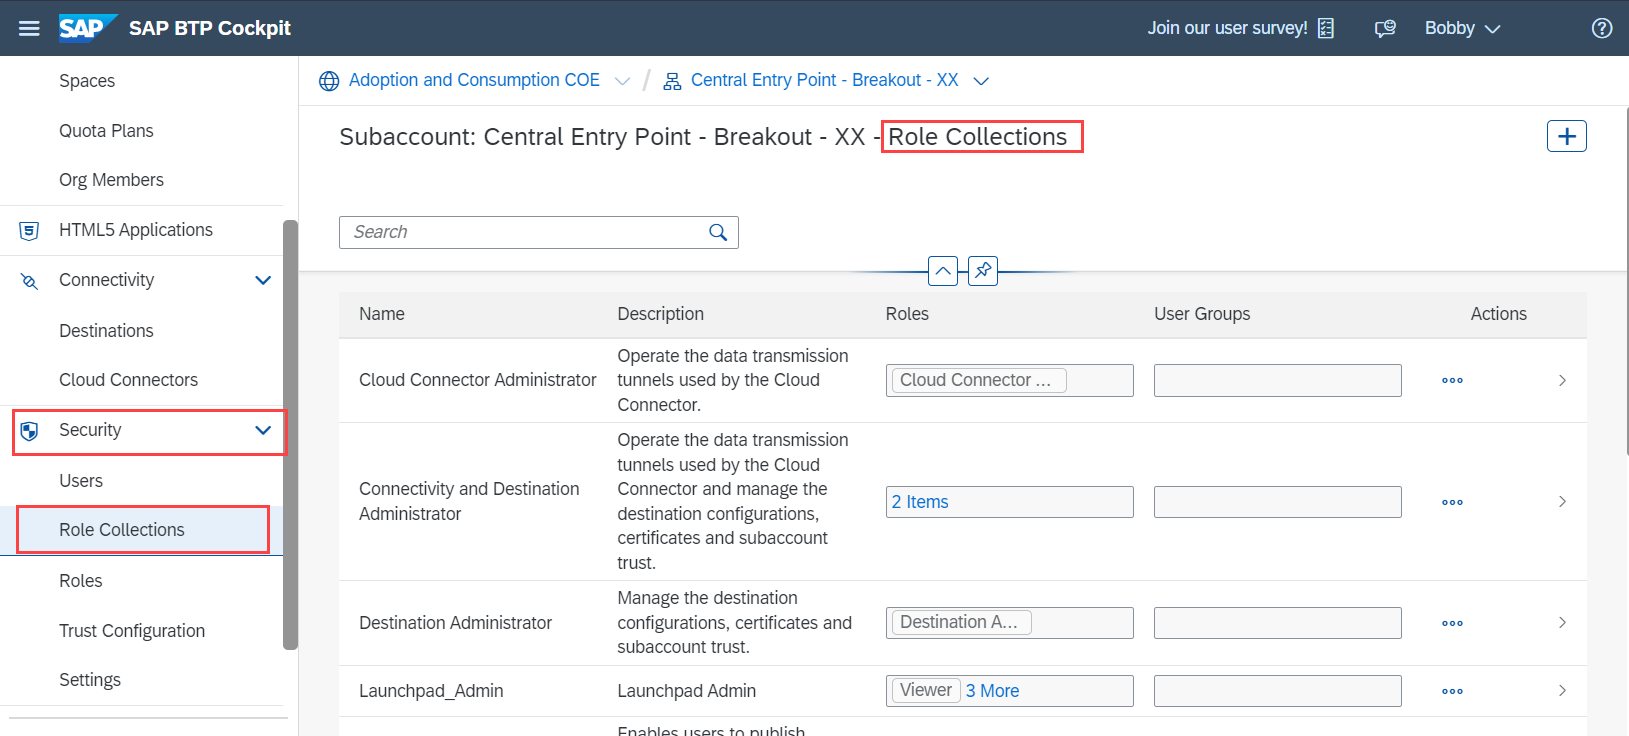 SAP SAP BTP Cockpit
Join our user survey!
Bobby
Spaces
Quota Plans
Org Members
HTML5 Applications
Connectivity
Destinations
Cloud Connectors
Security
Users
Role Collections
Roles
Trust Configuration
Settings
Adoption and Consumption COE / Central Entry Point - Breakout - XX
Subaccount: Central Entry Point - Breakout - XX - Role Collections
Search
Name Description Roles User Groups Actions
Cloud Connector Administrator
Operate the data transmission
tunnels used by the Cloud
Connector.
Cloud Connector ...
Connectivity and Destination
Administrator
Operate the data transmission
tunnels used by the Cloud
Connector and manage the
destination configurations,
certificates and subaccount
trust.
2 Items
Destination Administrator
Manage the destination
configurations, certificates and
subaccount trust.
Destination A...
Launchpad_Admin
Launchpad Admin
Viewer 3 More
Enables users to publish